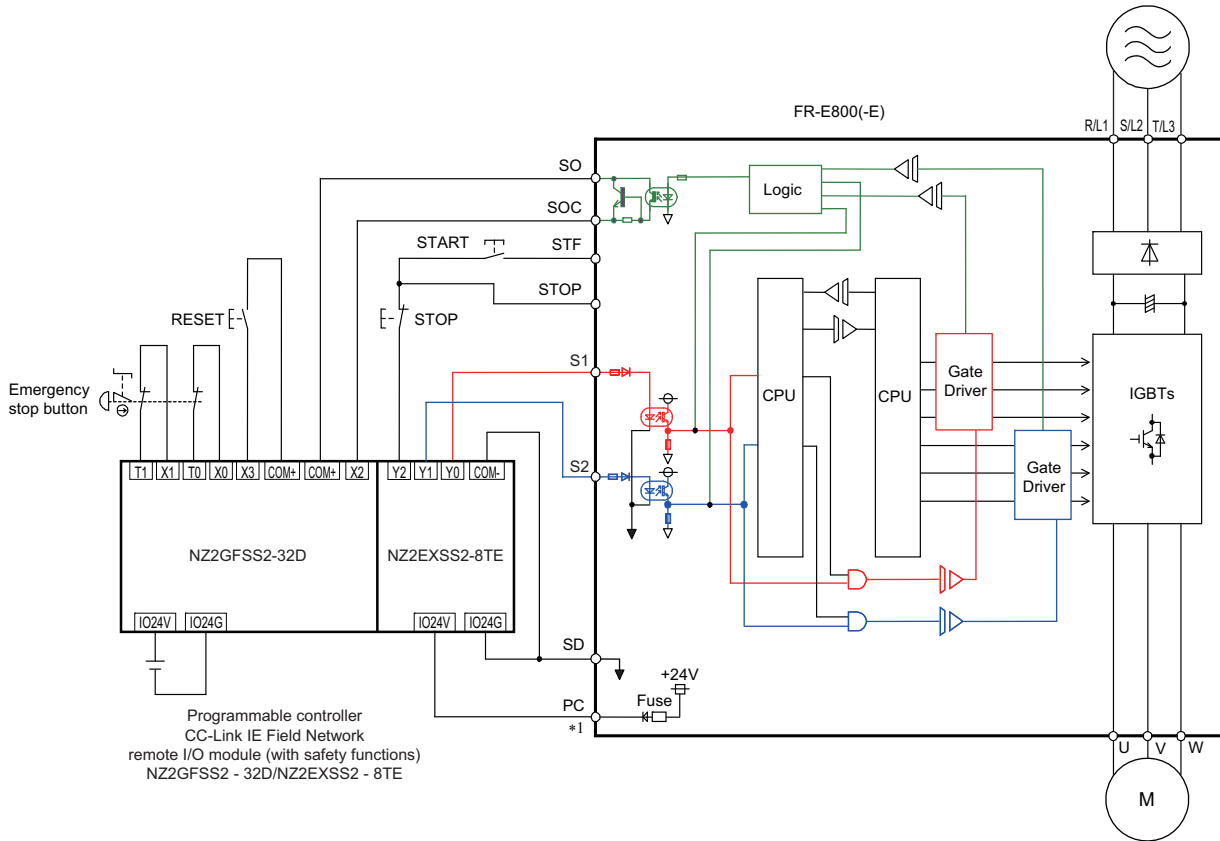 FR-E800(-E)
R/L1 S/L2 T/L3
SO
SOC
START
STF
STOP
RESET
STOP
S1
S2
Logic
CPU
CPU
Gate
Driver
Gate
Driver
IGBTs
Emergency
stop button
T1 X1 T0 X0 X3 COM+ COM+ X2 Y2 Y1 Y0 COM-
NZ2GFSS2-32D
NZ2EXSS2-8TE
IO24V IO24G IO24V IO24G
SD
PC
*1
Fuse
+24V
Programmable controller
CC-Link IE Field Network
remote I/O module (with safety functions)
NZ2GFSS2 - 32D/NZ2EXSS2 - 8TE
U V W
M